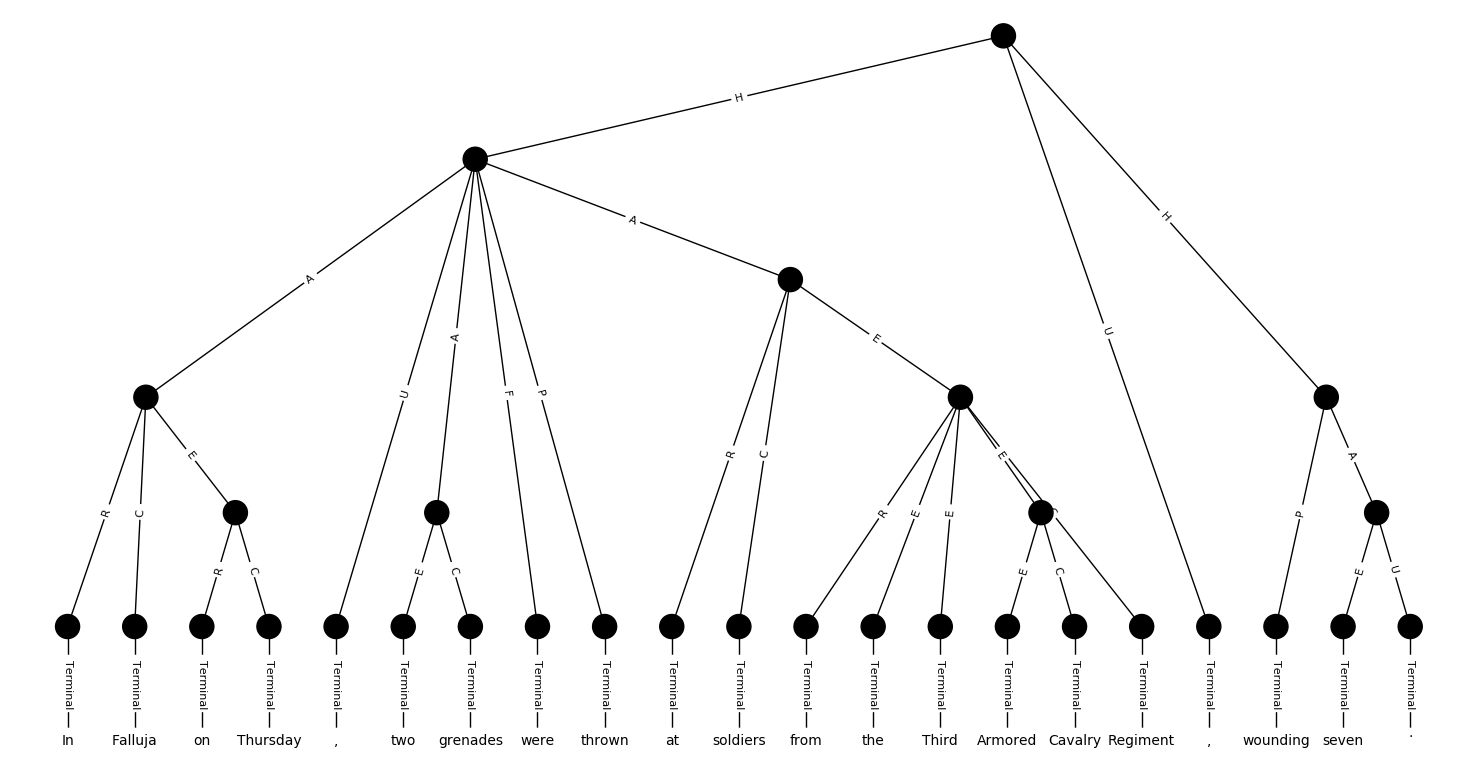 H
A
A
H
A
U
A
F
P
E
U
R
C
E
R
C
R
E
E
E
C
P
A
R
C
E
C
E
C
E
U
Terminal Terminal Terminal Terminal Terminal Terminal Terminal Terminal Terminal Terminal Terminal Terminal Terminal Terminal Terminal Terminal Terminal Terminal Terminal Terminal Terminal
In Falluja on Thursday , two grenades were thrown at soldiers from the Third Armored Cavalry Regiment , wounding seven .